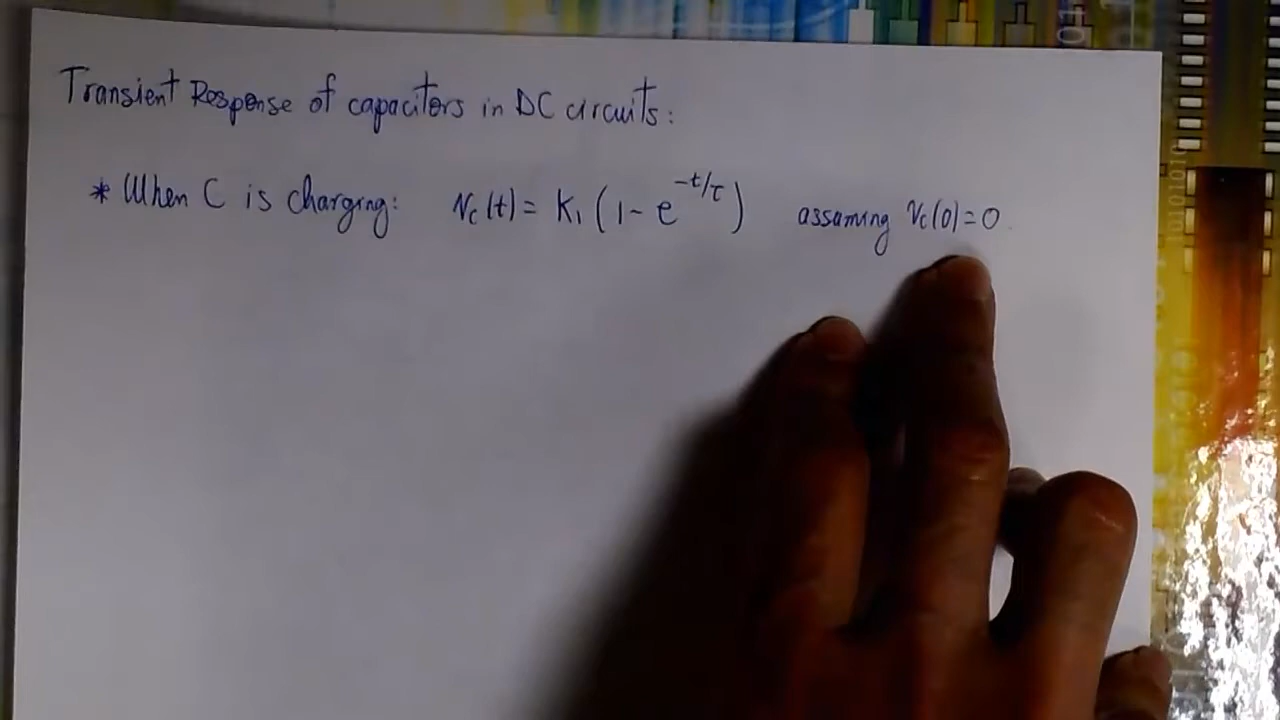 Transient Response of capacitors in DC circuits:
* When C is charging: Vc(t) = K₁ (1 - e^{-t/τ}) assuming Vc(0) = 0